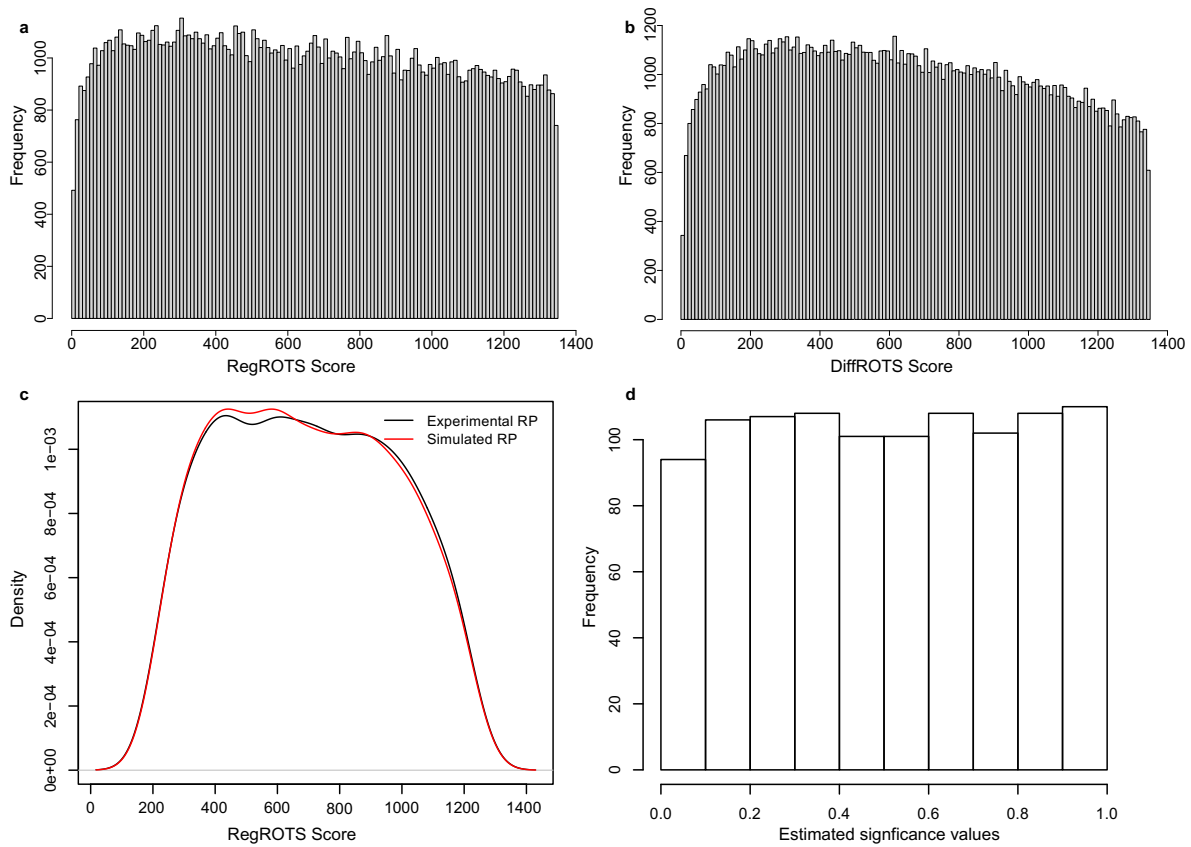 a
Frequency
0
200
400
600
800
1000
0
200
400
600
800
1000
1200
1400
RegROTS Score
b
Frequency
0
200
400
600
800
1000
1200
0
200
400
600
800
1000
1200
1400
DiffROTS Score
c
Density
0e+00
2e−04
4e−04
6e−04
8e−04
1e−03
Experimental RP
Simulated RP
0
200
400
600
800
1000
1200
1400
RegROTS Score
d
Frequency
0
20
40
60
80
100
0.0
0.2
0.4
0.6
0.8
1.0
Estimated signficance values